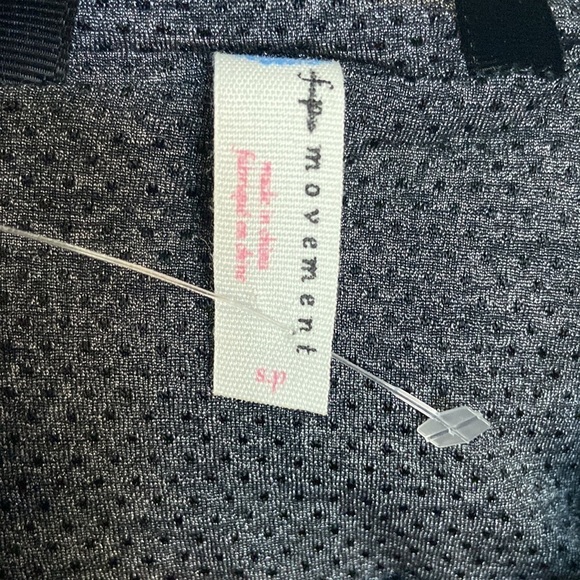 f.p. movement
made in china
fabriqué en chine
s.p